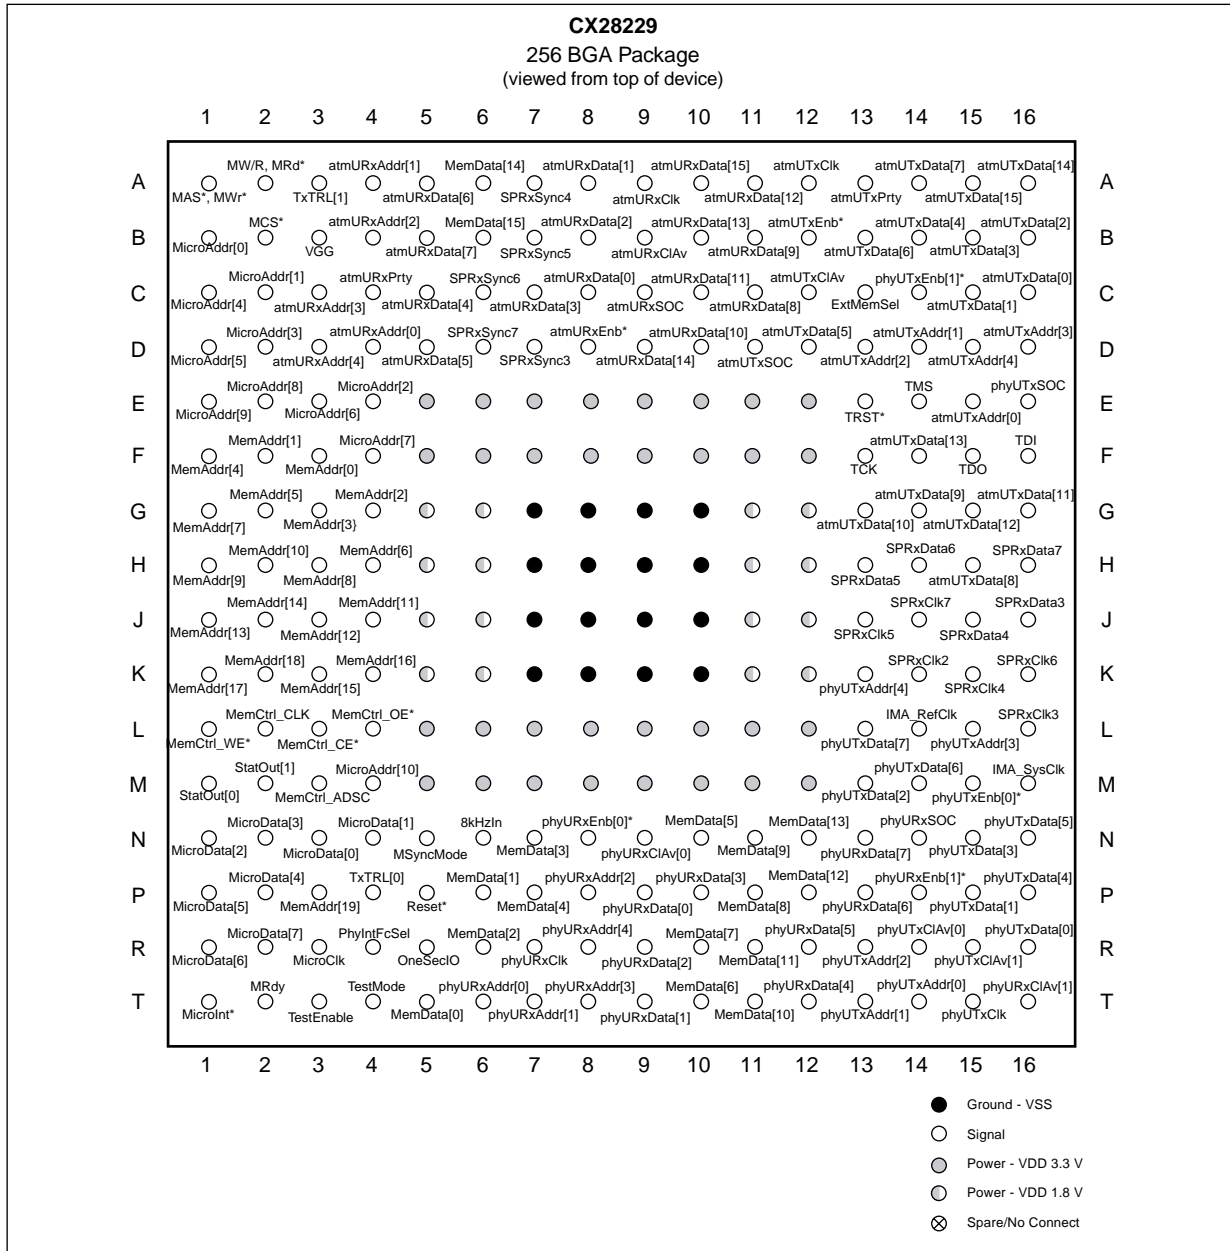 CX28229
256 BGA Package
(viewed from top of device)
1 2 3 4 5 6 7 8 9 10 11 12 13 14 15 16
MW/R, MRd* atmURxAddr[1] MemData[14] atmURxData[1] atmURxData[15] atmUTxClk atmUTxData[7] atmUTxData[14]
A A
MAS*, MWr* TxTRL[1] atmURxData[6] SPRxSync4 atmURxClk atmURxData[12] atmUTxPrty atmUTxData[15]
MCS* atmURxAddr[2] MemData[15] atmURxData[2] atmURxData[13] atmUTxEnb* atmUTxData[4] atmUTxData[2]
B B
MicroAddr[0] VGG atmURxData[7] SPRxSync5 atmURxClAv atmURxData[9] atmUTxData[6] atmUTxData[3]
MicroAddr[1] atmURxPrty SPRxSync6 atmURxData[0] atmURxData[11] atmUTxClAv phyUTxEnb[1]* atmUTxData[0]
C C
MicroAddr[4] atmURxAddr[3] atmURxData[4] atmURxData[3] atmURxSOC atmURxData[8] ExtMemSel atmUTxData[1]
MicroAddr[3] atmURxAddr[0] SPRxSync7 atmURxEnb* atmURxData[10] atmUTxData[5] atmUTxAddr[1] atmUTxAddr[3]
D D
MicroAddr[5] atmURxAddr[4] atmURxData[5] SPRxSync3 atmURxData[14] atmUTxSOC atmUTxAddr[2] atmUTxAddr[4]
MicroAddr[8] MicroAddr[2] TMS phyUTxSOC
E E
MicroAddr[9] MicroAddr[6] TRST* atmUTxAddr[0]
MemAddr[1] MicroAddr[7] atmUTxData[13] TDI
F F
MemAddr[4] MemAddr[0] TCK TDO
MemAddr[5] MemAddr[2] atmUTxData[9] atmUTxData[11]
G G
MemAddr[7] MemAddr[3} atmUTxData[10] atmUTxData[12]
MemAddr[10] MemAddr[6] SPRxData6 SPRxData7
H H
MemAddr[9] MemAddr[8] SPRxData5 atmUTxData[8]
MemAddr[14] MemAddr[11] SPRxClk7 SPRxData3
J J
MemAddr[13] MemAddr[12] SPRxClk5 SPRxData4
MemAddr[18] MemAddr[16] SPRxClk2 SPRxClk6
K K
MemAddr[17] MemAddr[15] phyUTxAddr[4] SPRxClk4
MemCtrl_CLK MemCtrl_OE* IMA_RefClk SPRxClk3
L L
MemCtrl_WE* MemCtrl_CE* phyUTxData[7] phyUTxAddr[3]
StatOut[1] MicroAddr[10] phyUTxData[6] IMA_SysClk
M M
StatOut[0] MemCtrl_ADSC phyUTxData[2] phyUTxEnb[0]*
MicroData[3] MicroData[1] 8kHzIn phyURxEnb[0]* MemData[5] MemData[13] phyURxSOC phyUTxData[5]
N N
MicroData[2] MicroData[0] MSyncMode MemData[3] phyURxClAv[0] MemData[9] phyURxData[7] phyUTxData[3]
MicroData[4] TxTRL[0] MemData[1] phyURxAddr[2] phyURxData[3] MemData[12] phyURxEnb[1]* phyUTxData[4]
P P
MicroData[5] MemAddr[19] Reset* MemData[4] phyURxData[0] MemData[8] phyURxData[6] phyUTxData[1]
MicroData[7] PhyIntFcSel MemData[2] phyURxAddr[4] MemData[7] phyURxData[5] phyUTxClAv[0] phyUTxData[0]
R R
MicroData[6] MicroClk OneSecIO phyURxClk phyURxData[2] MemData[11] phyUTxAddr[2] phyUTxClAv[1]
MRdy TestMode phyURxAddr[0] phyURxAddr[3] MemData[6] phyURxData[4] phyUTxAddr[0] phyURxClAv[1]
T T
MicroInt* TestEnable MemData[0] phyURxAddr[1] phyURxData[1] MemData[10] phyUTxAddr[1] phyUTxClk
1 2 3 4 5 6 7 8 9 10 11 12 13 14 15 16
Ground - VSS
Signal
Power - VDD 3.3 V
Power - VDD 1.8 V
Spare/No Connect